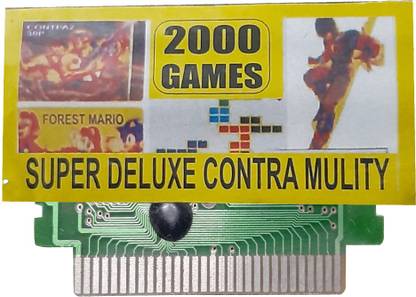 CONTRA2
30P
2000
GAMES
FOREST MARIO
SUPER DELUXE CONTRA MULITY